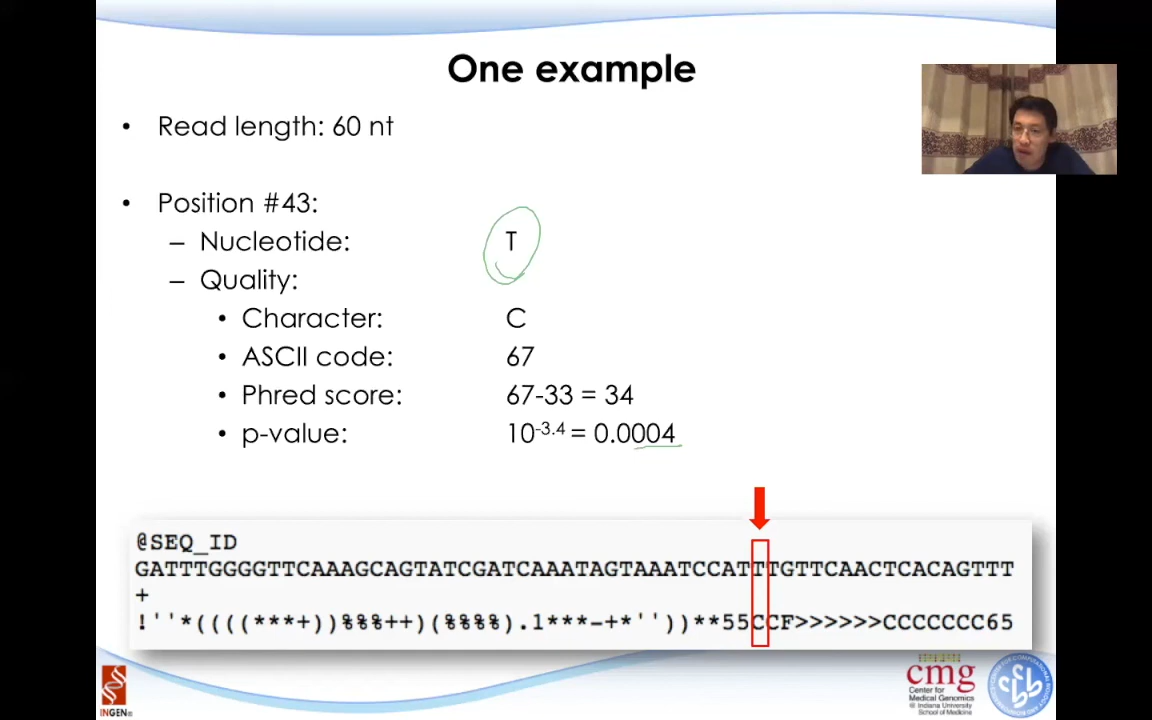 One example
• Read length: 60 nt
• Position #43:
– Nucleotide: T
– Quality:
• Character: C
• ASCII code: 67
• Phred score: 67-33 = 34
• p-value: 10-3.4 = 0.0004
@SEQ_ID
GATTTGGGGTTCAAAGCAGTATCGATCAAATAGTAAATCCATTTGTTCAACTCACAGTTT
+
!''*((((***+))%%%++)(%%%%).1***-+*''))**55CCF>>>>>>CCCCCCC65
INGEN
cmg
Center for
Medical Genomics
@ Indiana University
School of Medicine